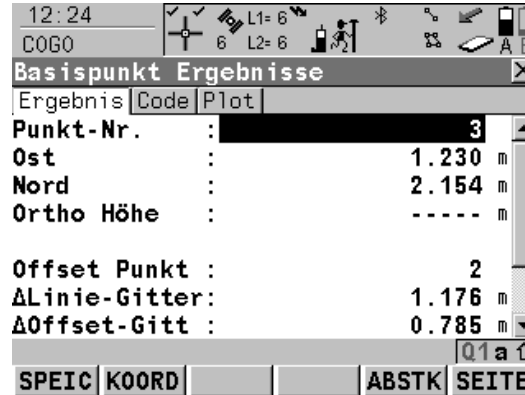 12:24
COGO
L1= 6
6 L2= 6
A
Basispunkt Ergebnisse
Ergebnis Code Plot
Punkt-Nr. : 3
Ost : 1.230 m
Nord : 2.154 m
Ortho Höhe : ----- m
Offset Punkt : 2
ΔLinie-Gitter: 1.176 m
ΔOffset-Gitt : 0.785 m
Q1 a
SPEIC KOORD ABSTK SEITE